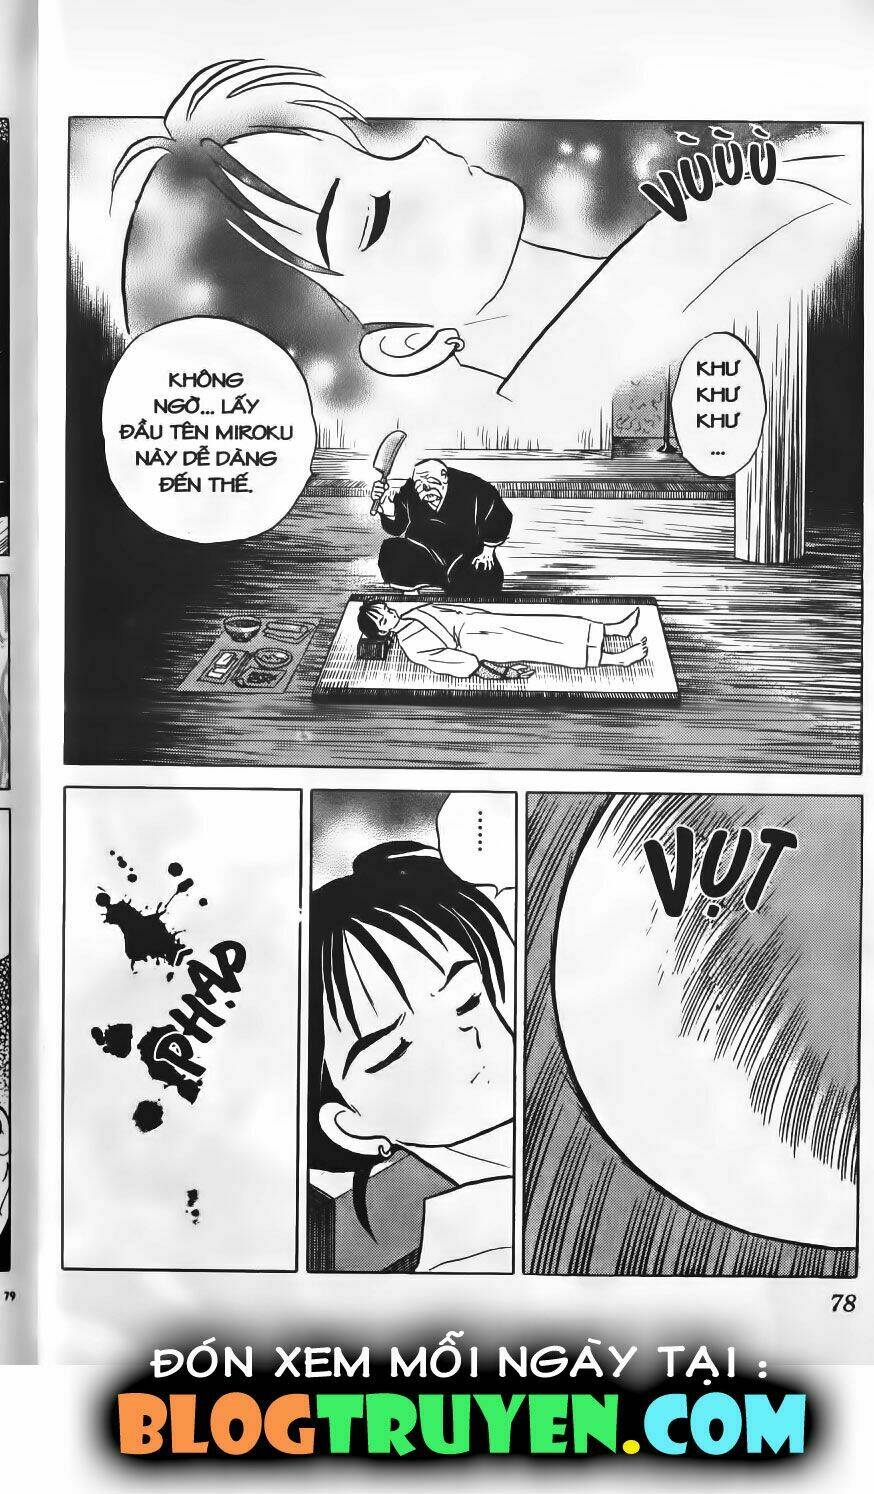 VÙÙÙ
KHƯ
KHƯ
KHƯ
...
KHÔNG
NGỜ... LẤY
ĐẦU TÊN MIROKU
NÀY DỄ DÀNG
ĐẾN THẾ.
VỤT
.......
PHẠP
79
78
ĐÓN XEM MỖI NGÀY TẠI :
BLOGTRUYEN.COM